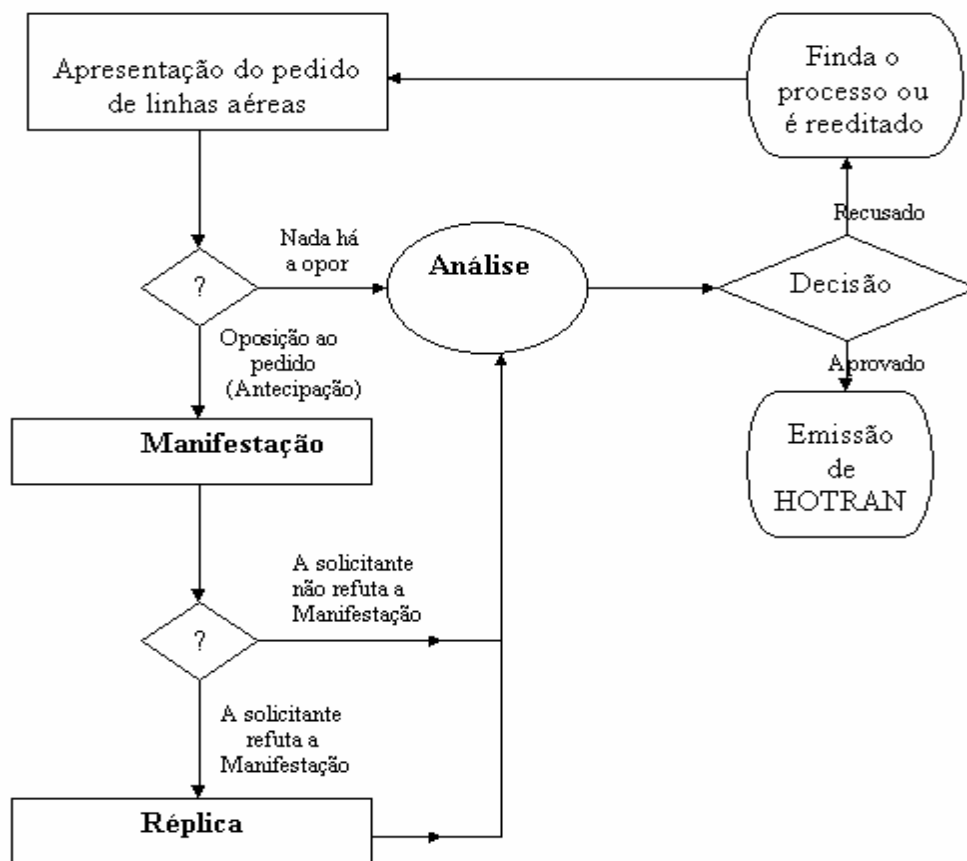 Apresentação do pedido
de linhas aéreas
Finda o
processo ou
é reeditado
Recusado
Nada há
a opor
Análise
?
Decisão
Oposição ao
pedido
(Antecipação)
Aprovado
Manifestação
Emissão
de
HOTRAN
A solicitante
não refuta a
Manifestação
?
A solicitante
refuta a
Manifestação
Réplica